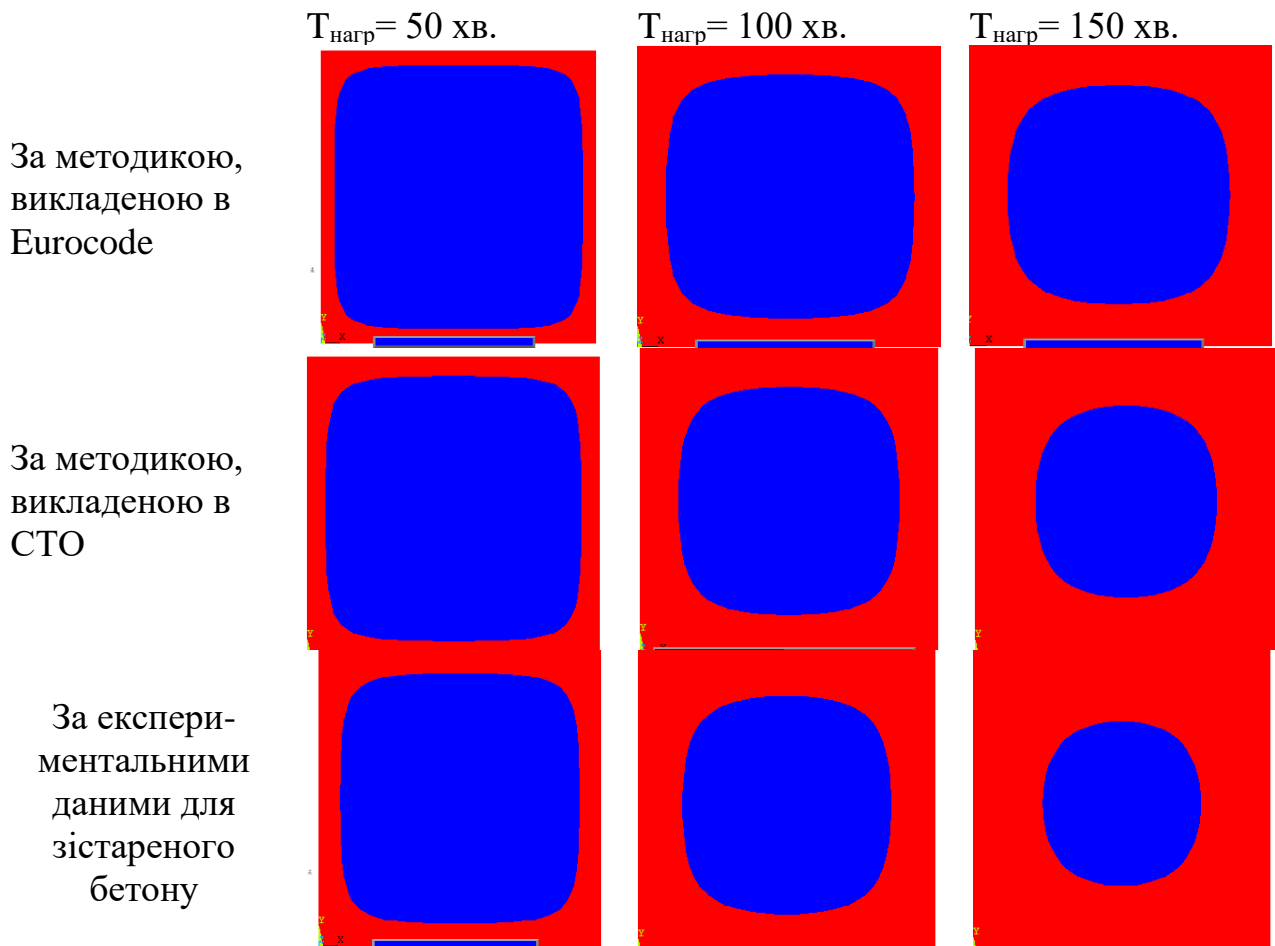 Тнагр= 50 хв.
Тнагр= 100 хв.
Тнагр= 150 хв.
За методикою,
викладеною в
Eurocode
Y
X
Y
X
Y
За методикою,
викладеною в
СТО
Y
Y
Y
За експери-
ментальними
даними для
зістареного
бетону
Y
X